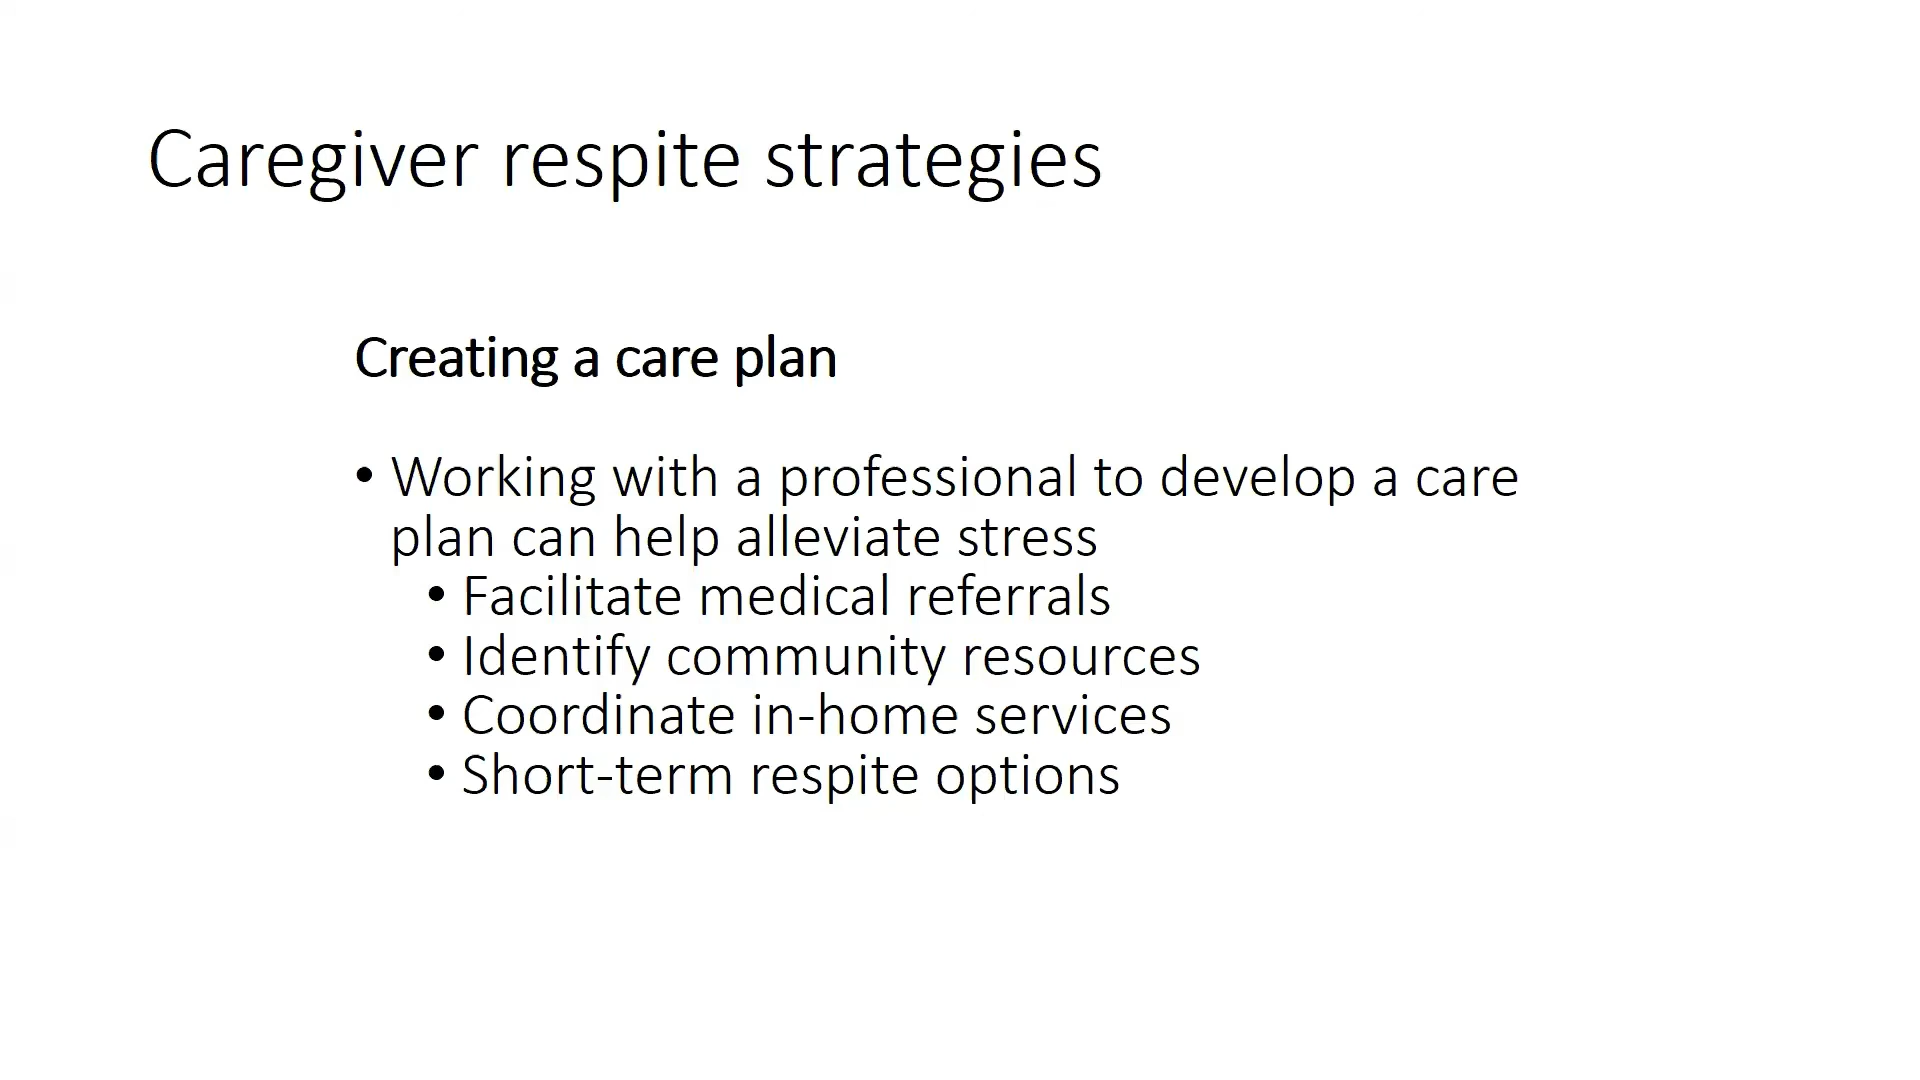 Caregiver respite strategies
Creating a care plan
• Working with a professional to develop a care
plan can help alleviate stress
• Facilitate medical referrals
• Identify community resources
• Coordinate in-home services
• Short-term respite options